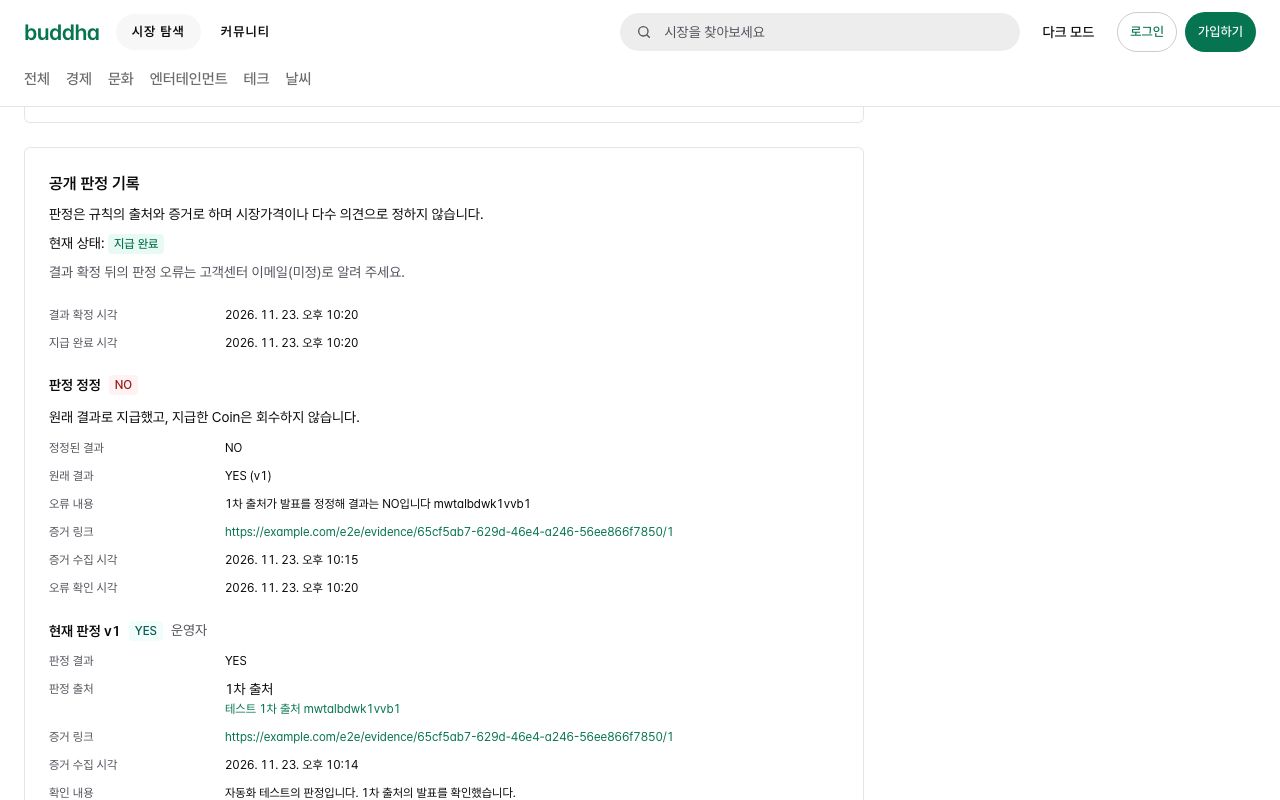 buddha
시장 탐색
커뮤니티
시장을 찾아보세요
다크 모드
로그인
가입하기
전체 경제 문화 엔터테인먼트 테크 날씨
공개 판정 기록
판정은 규칙의 출처와 증거로 하며 시장가격이나 다수 의견으로 정하지 않습니다.
현재 상태: 지급 완료
결과 확정 뒤의 판정 오류는 고객센터 이메일(미정)로 알려 주세요.
결과 확정 시각 2026. 11. 23. 오후 10:20
지급 완료 시각 2026. 11. 23. 오후 10:20
판정 정정 NO
원래 결과로 지급했고, 지급한 Coin은 회수하지 않습니다.
정정된 결과 NO
원래 결과 YES (v1)
오류 내용 1차 출처가 발표를 정정해 결과는 NO입니다 mwtalbdwk1vvb1
증거 링크 https://example.com/e2e/evidence/65cf5ab7-629d-46e4-a246-56ee866f7850/1
증거 수집 시각 2026. 11. 23. 오후 10:15
오류 확인 시각 2026. 11. 23. 오후 10:20
현재 판정 v1 YES 운영자
판정 결과 YES
판정 출처 1차 출처
테스트 1차 출처 mwtalbdwk1vvb1
증거 링크 https://example.com/e2e/evidence/65cf5ab7-629d-46e4-a246-56ee866f7850/1
증거 수집 시각 2026. 11. 23. 오후 10:14
확인 내용 자동화 테스트의 판정입니다. 1차 출처의 발표를 확인했습니다.